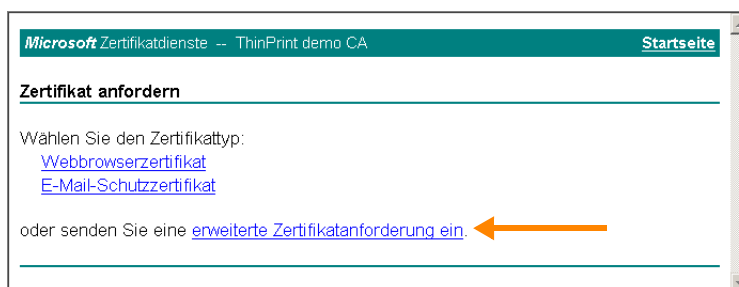 Microsoft Zertifikatdienste -- ThinPrint demo CA Startseite
Zertifikat anfordern
Wählen Sie den Zertifikattyp:
Webbrowserzertifikat
E-Mail-Schutzzertifikat
oder senden Sie eine erweiterte Zertifikatanforderung ein.